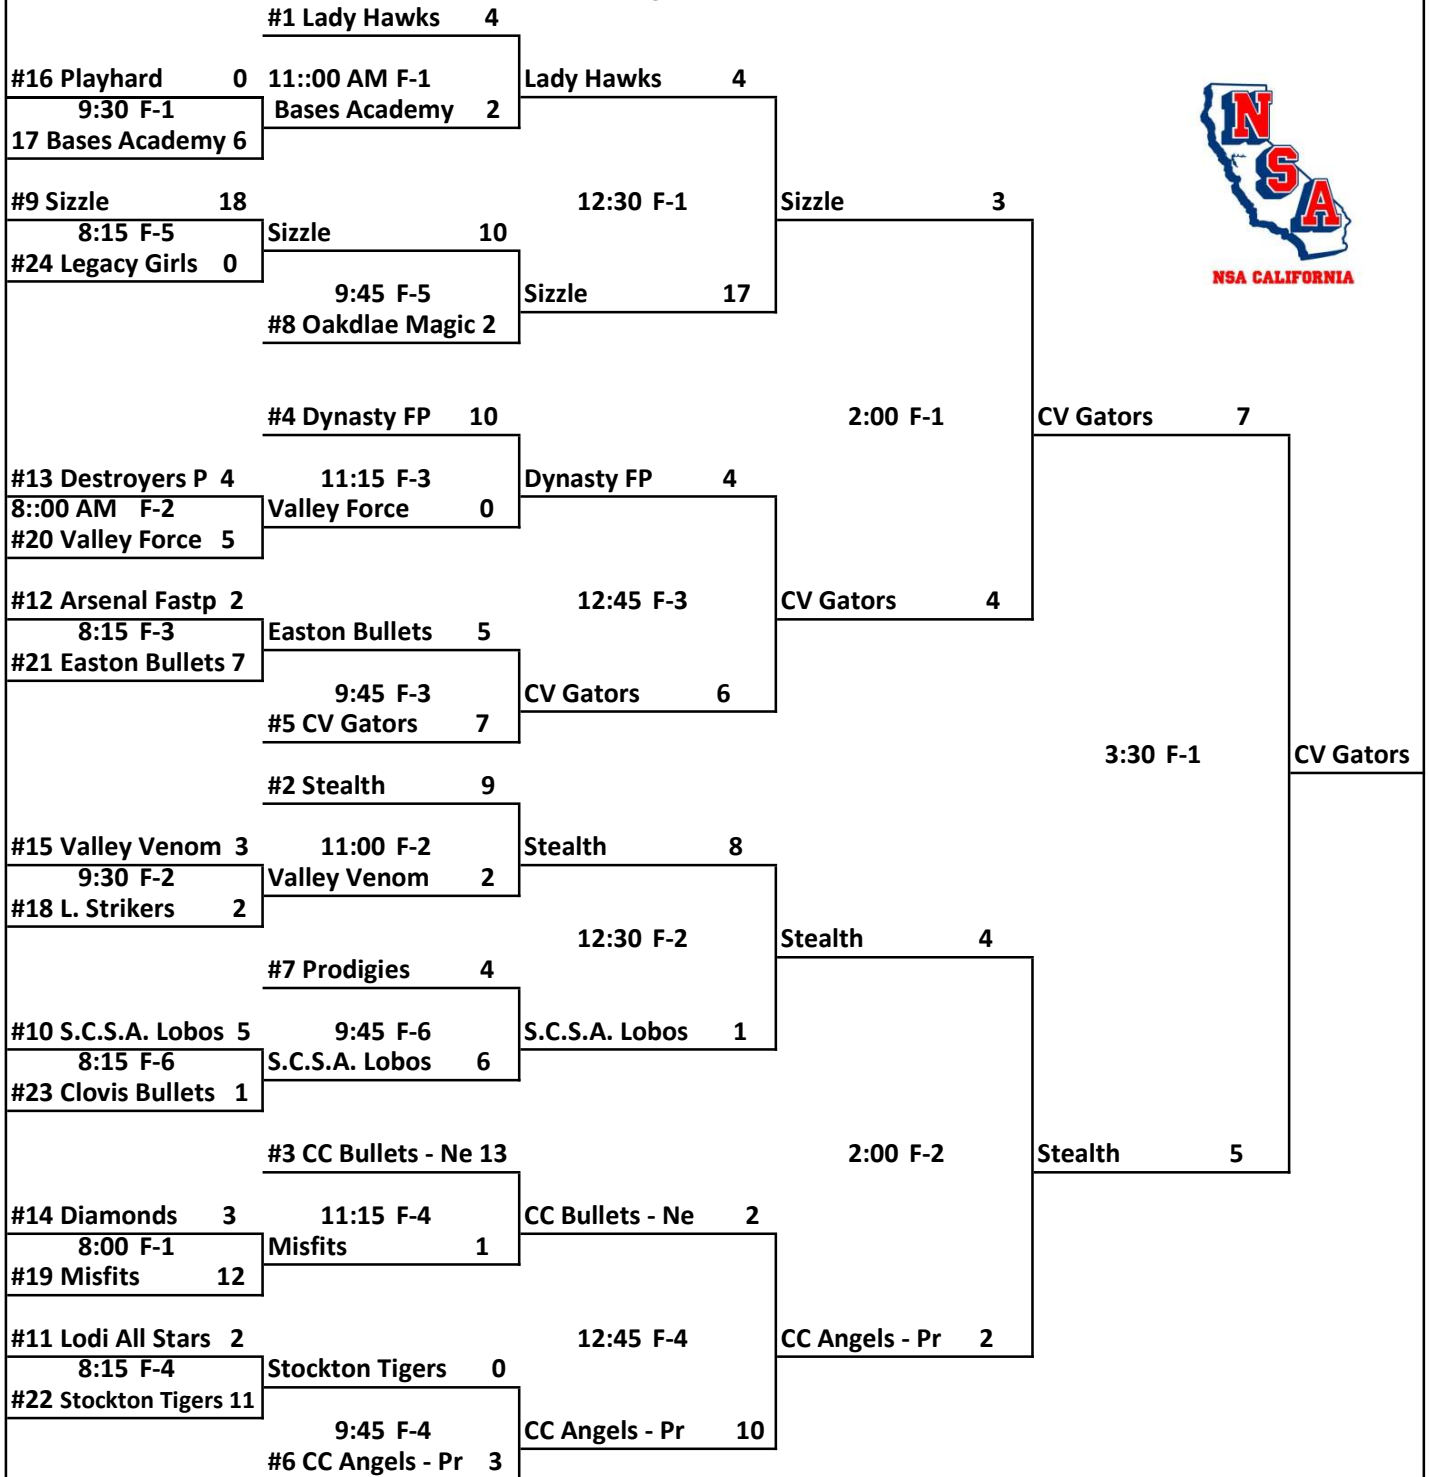 #1 Lady Hawks 4
#16 Playhard 0 11::00 AM F-1 Lady Hawks 4
9:30 F-1 Bases Academy 2
17 Bases Academy 6
#9 Sizzle 18 12:30 F-1 Sizzle 3
8:15 F-5 Sizzle 10
#24 Legacy Girls 0
9:45 F-5 Sizzle 17
#8 Oakdlae Magic 2
N
S
A
NSA CALIFORNIA
#4 Dynasty FP 10 2:00 F-1 CV Gators 7
#13 Destroyers P 4 11:15 F-3 Dynasty FP 4
8::00 AM F-2 Valley Force 0
#20 Valley Force 5
#12 Arsenal Fastp 2 12:45 F-3 CV Gators 4
8:15 F-3 Easton Bullets 5
#21 Easton Bullets 7
9:45 F-3 CV Gators 6
#5 CV Gators 7
3:30 F-1 CV Gators
#2 Stealth 9
#15 Valley Venom 3 11:00 F-2 Stealth 8
9:30 F-2 Valley Venom 2
#18 L. Strikers 2
12:30 F-2 Stealth 4
#7 Prodigies 4
#10 S.C.S.A. Lobos 5 9:45 F-6 S.C.S.A. Lobos 1
8:15 F-6 S.C.S.A. Lobos 6
#23 Clovis Bullets 1
#3 CC Bullets - Ne 13 2:00 F-2 Stealth 5
#14 Diamonds 3 11:15 F-4 CC Bullets - Ne 2
8:00 F-1 Misfits 1
#19 Misfits 12
#11 Lodi All Stars 2 12:45 F-4 CC Angels - Pr 2
8:15 F-4 Stockton Tigers 0
#22 Stockton Tigers 11
9:45 F-4 CC Angels - Pr 10
#6 CC Angels - Pr 3